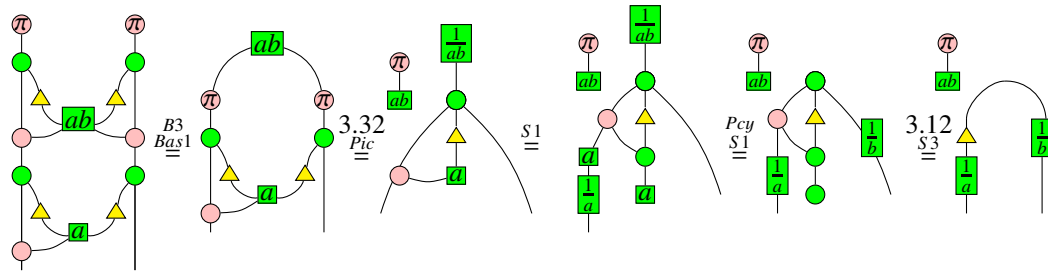 π π ab a
B3
Bas1
=
ab π π a
3.32
Pic
=
π ab 1/ab a
S1
=
π ab 1/ab a 1/a a
Pcy
S1
=
π ab 1/a 1/b
3.12
S3
=
π ab 1/a 1/b